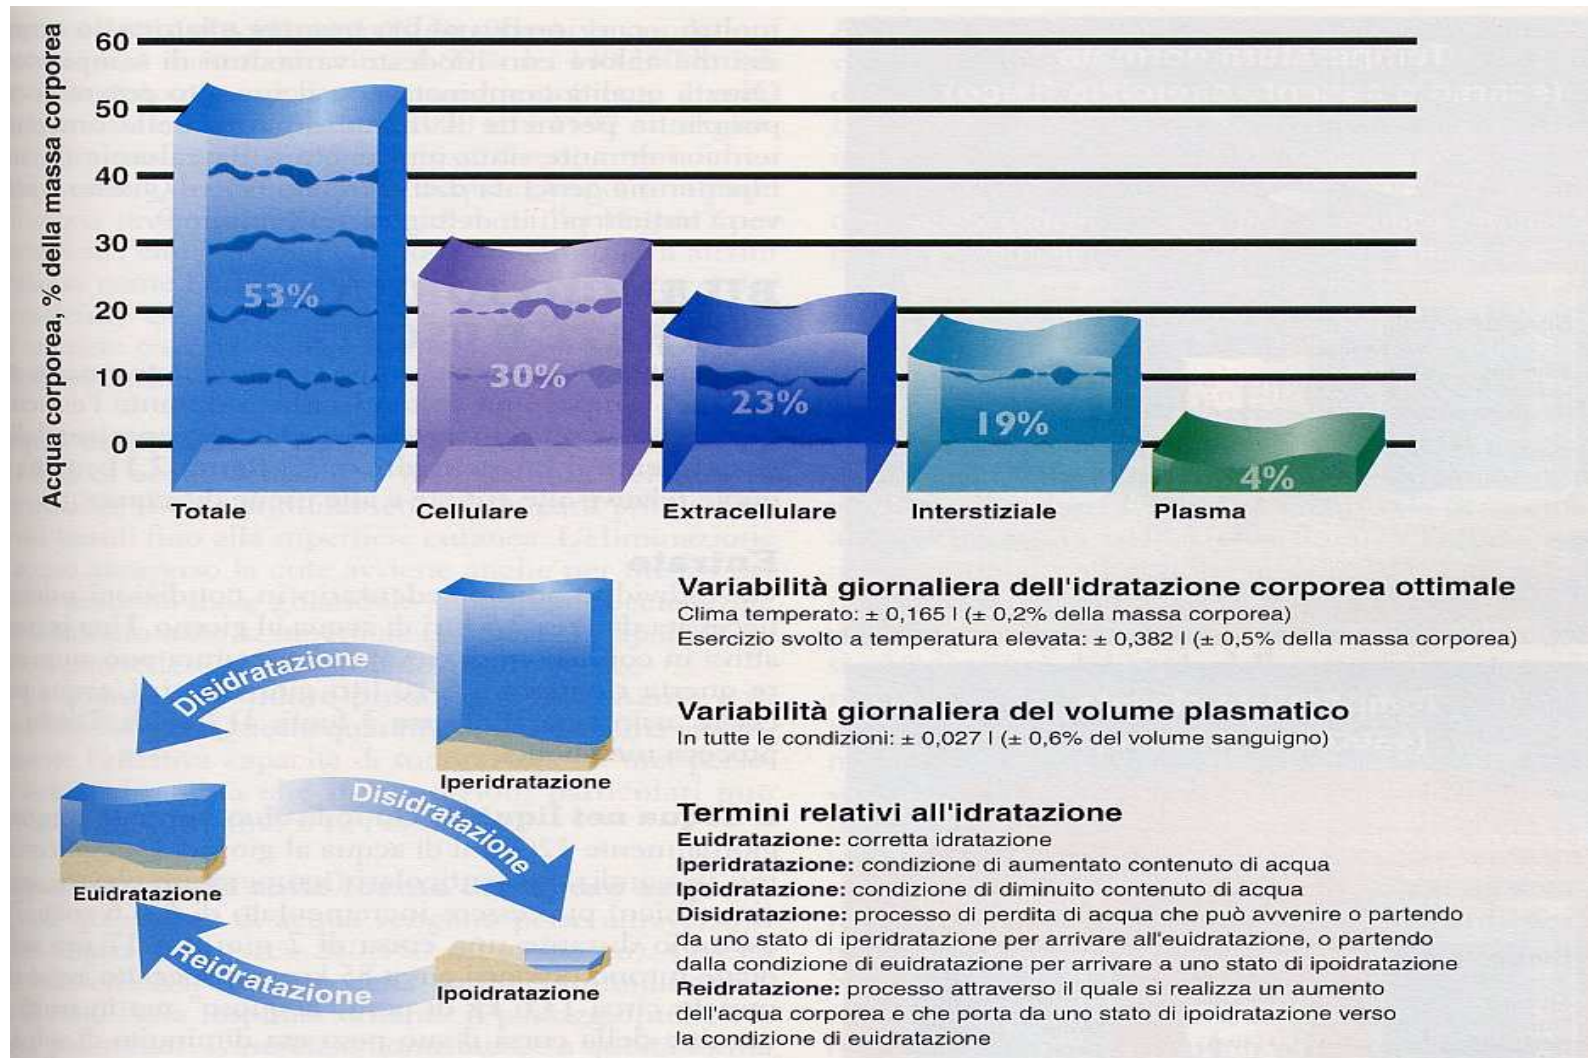 Acqua corporea, % della massa corporea
60
50
40
30
20
10
0
53%
30%
23%
19%
4%
Totale
Cellulare
Extracellulare
Interstiziale
Plasma
Disidratazione
Iperidratazione
Disidratazione
Euidratazione
Reidratazione
Ipoidratazione
Variabilità giornaliera dell'idratazione corporea ottimale
Clima temperato: ± 0,165 l (± 0,2% della massa corporea)
Esercizio svolto a temperatura elevata: ± 0,382 l (± 0,5% della massa corporea)
Variabilità giornaliera del volume plasmatico
In tutte le condizioni: ± 0,027 l (± 0,6% del volume sanguigno)
Termini relativi all'idratazione
Euidratazione: corretta idratazione
Iperidratazione: condizione di aumentato contenuto di acqua
Ipoidratazione: condizione di diminuito contenuto di acqua
Disidratazione: processo di perdita di acqua che può avvenire o partendo
da uno stato di iperidratazione per arrivare all'euidratazione, o partendo
dalla condizione di euidratazione per arrivare a uno stato di ipoidratazione
Reidratazione: processo attraverso il quale si realizza un aumento
dell'acqua corporea e che porta da uno stato di ipoidratazione verso
la condizione di euidratazione